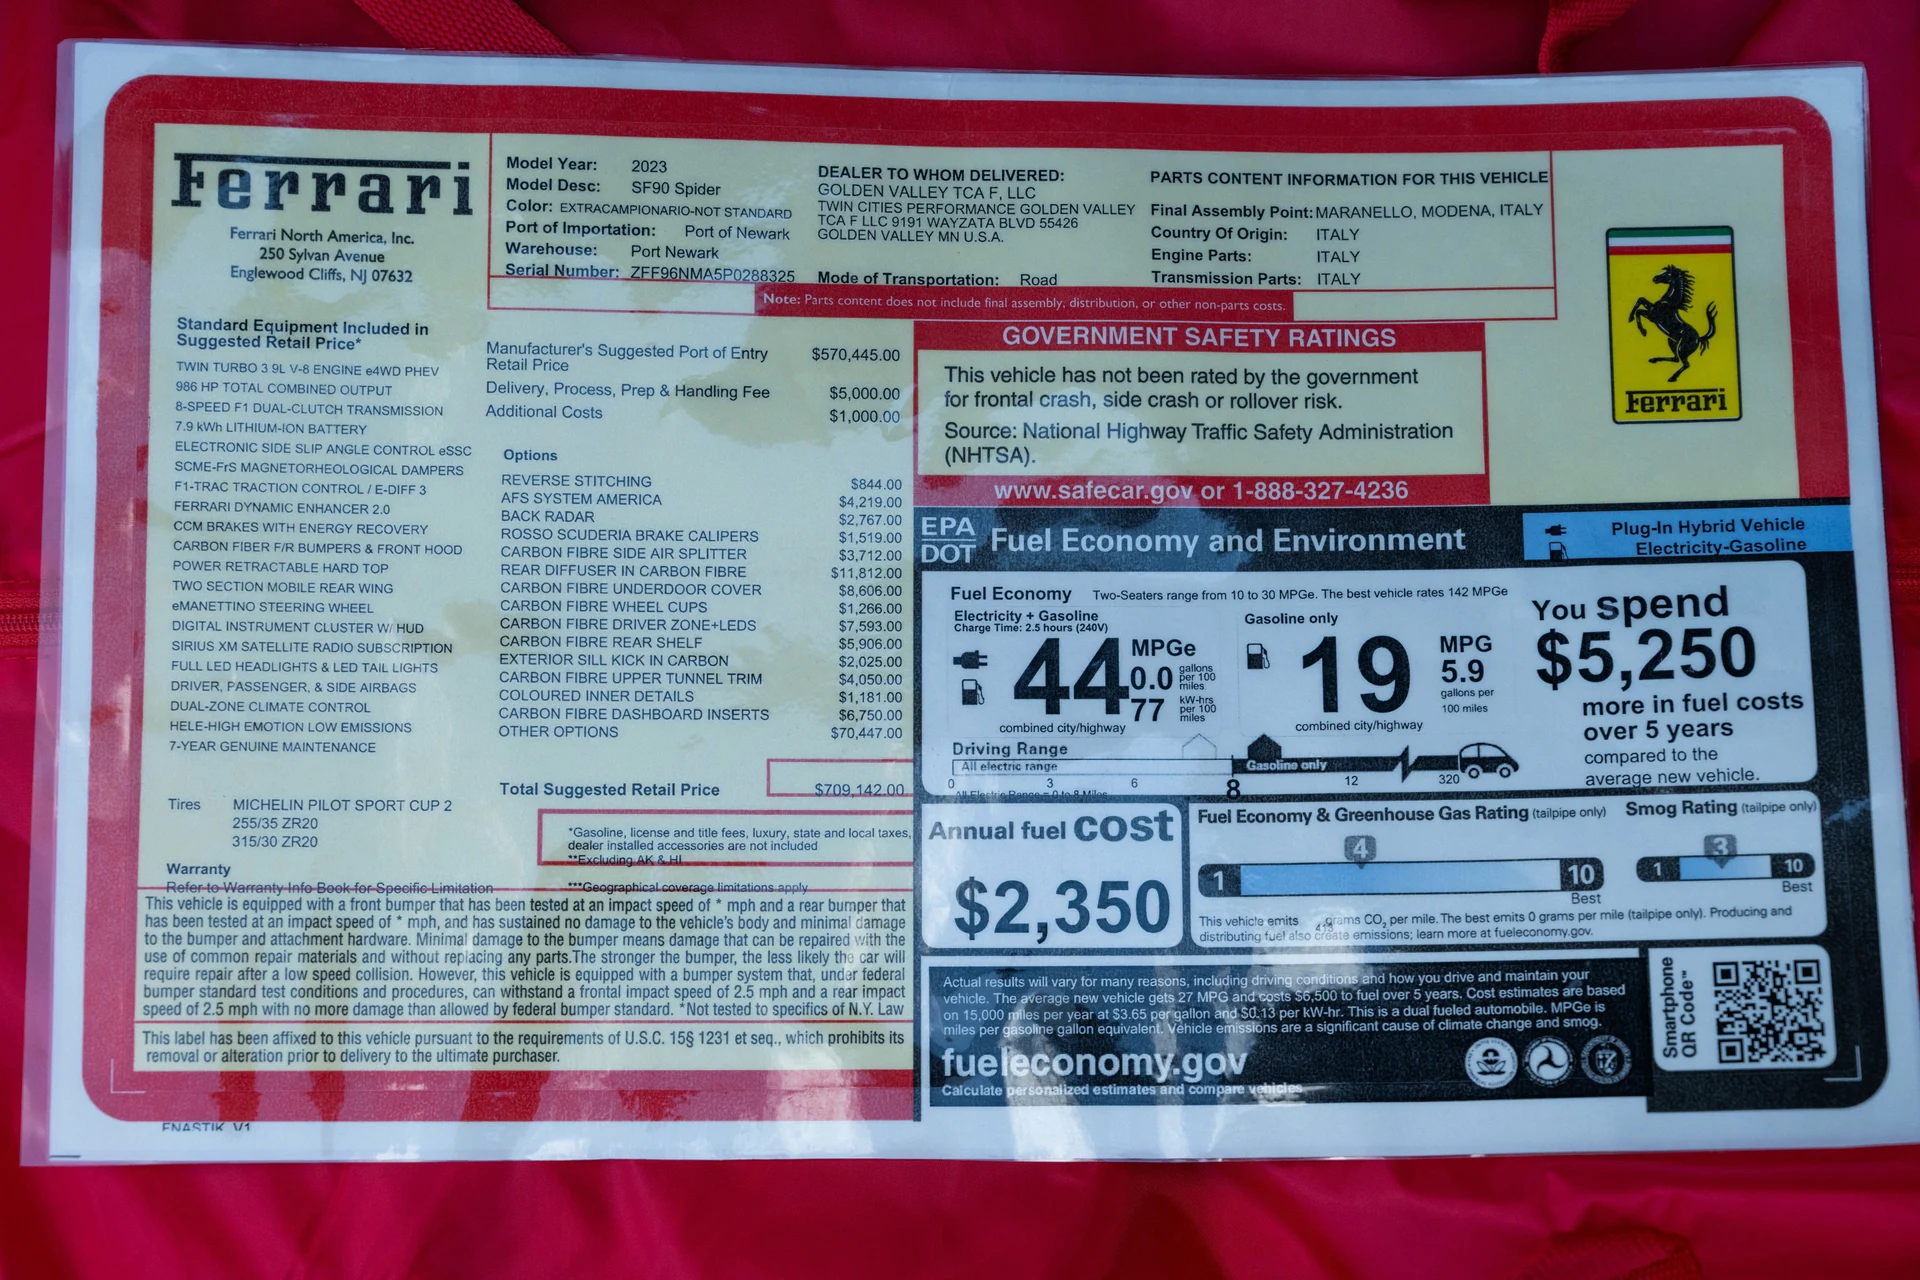 Ferrari
Ferrari North America, Inc.
250 Sylvan Avenue
Englewood Cliffs, NJ 07632
Model Year: 2023
Model Desc: SF90 Spider
Color: EXTRACAMPIONARIO-NOT STANDARD
Port of Importation: Port of Newark
Warehouse: Port Newark
Serial Number: ZFF96NMA5P0288325
DEALER TO WHOM DELIVERED:
GOLDEN VALLEY TCA F, LLC
TWIN CITIES PERFORMANCE GOLDEN VALLEY
TCA F LLC 9191 WAYZATA BLVD 55426
GOLDEN VALLEY MN U.S.A.
Mode of Transportation: Road
PARTS CONTENT INFORMATION FOR THIS VEHICLE
Final Assembly Point: MARANELLO, MODENA, ITALY
Country Of Origin: ITALY
Engine Parts: ITALY
Transmission Parts: ITALY
Note: Parts content does not include final assembly, distribution, or other non-parts costs.
Ferrari
Standard Equipment Included in
Suggested Retail Price*
TWIN TURBO 3 9L V-8 ENGINE e4WD PHEV
986 HP TOTAL COMBINED OUTPUT
8-SPEED F1 DUAL-CLUTCH TRANSMISSION
7.9 kWh LITHIUM-ION BATTERY
ELECTRONIC SIDE SLIP ANGLE CONTROL eSSC
SCME-FrS MAGNETORHEOLOGICAL DAMPERS
F1-TRAC TRACTION CONTROL / E-DIFF 3
FERRARI DYNAMIC ENHANCER 2.0
CCM BRAKES WITH ENERGY RECOVERY
CARBON FIBER F/R BUMPERS & FRONT HOOD
POWER RETRACTABLE HARD TOP
TWO SECTION MOBILE REAR WING
eMANETTINO STEERING WHEEL
DIGITAL INSTRUMENT CLUSTER W/ HUD
SIRIUS XM SATELLITE RADIO SUBSCRIPTION
FULL LED HEADLIGHTS & LED TAIL LIGHTS
DRIVER, PASSENGER, & SIDE AIRBAGS
DUAL-ZONE CLIMATE CONTROL
HELE-HIGH EMOTION LOW EMISSIONS
7-YEAR GENUINE MAINTENANCE
Tires MICHELIN PILOT SPORT CUP 2
255/35 ZR20
315/30 ZR20
Warranty
Refer to Warranty Info Book for Specific Limitation
Manufacturer's Suggested Port of Entry $570,445.00
Retail Price
Delivery, Process, Prep & Handling Fee $5,000.00
Additional Costs $1,000.00
Options
REVERSE STITCHING $844.00
AFS SYSTEM AMERICA $4,219.00
BACK RADAR $2,767.00
ROSSO SCUDERIA BRAKE CALIPERS $1,519.00
CARBON FIBRE SIDE AIR SPLITTER $3,712.00
REAR DIFFUSER IN CARBON FIBRE $11,812.00
CARBON FIBRE UNDERDOOR COVER $8,606.00
CARBON FIBRE WHEEL CUPS $1,266.00
CARBON FIBRE DRIVER ZONE+LEDS $7,593.00
CARBON FIBRE REAR SHELF $5,906.00
EXTERIOR SILL KICK IN CARBON $2,025.00
CARBON FIBRE UPPER TUNNEL TRIM $4,050.00
COLOURED INNER DETAILS $1,181.00
CARBON FIBRE DASHBOARD INSERTS $6,750.00
OTHER OPTIONS $70,447.00
Total Suggested Retail Price $709,142.00
*Gasoline, license and title fees, luxury, state and local taxes,
dealer installed accessories are not included
**Excluding AK & HI
***Geographical coverage limitations apply
This vehicle is equipped with a front bumper that has been tested at an impact speed of * mph and a rear bumper that
has been tested at an impact speed of * mph, and has sustained no damage to the vehicle's body and minimal damage
to the bumper and attachment hardware. Minimal damage to the bumper means damage that can be repaired with the
use of common repair materials and without replacing any parts.The stronger the bumper, the less likely the car will
require repair after a low speed collision. However, this vehicle is equipped with a bumper system that, under federal
bumper standard test conditions and procedures, can withstand a frontal impact speed of 2.5 mph and a rear impact
speed of 2.5 mph with no more damage than allowed by federal bumper standard. *Not tested to specifics of N.Y. Law
This label has been affixed to this vehicle pursuant to the requirements of U.S.C. 15§ 1231 et seq., which prohibits its
removal or alteration prior to delivery to the ultimate purchaser.
FNASTIK V1
GOVERNMENT SAFETY RATINGS
This vehicle has not been rated by the government
for frontal crash, side crash or rollover risk.
Source: National Highway Traffic Safety Administration
(NHTSA).
www.safecar.gov or 1-888-327-4236
EPA
DOT
Fuel Economy and Environment
Plug-In Hybrid Vehicle
Electricity-Gasoline
Fuel Economy Two-Seaters range from 10 to 30 MPGe. The best vehicle rates 142 MPGe
Electricity + Gasoline
Charge Time: 2.5 hours (240V)
44 MPGe
0.0 gallons per 100 miles
77 kW-hrs per 100 miles
combined city/highway
Gasoline only
19 MPG
5.9
gallons per
100 miles
combined city/highway
You spend
$5,250
more in fuel costs
over 5 years
compared to the
average new vehicle.
Driving Range
All electric range
Gasoline only
0 3 6 8 12 320
All Electric Range = 0 to 8 Miles
Annual fuel cost
$2,350
Fuel Economy & Greenhouse Gas Rating (tailpipe only)
4
1 10
Best
Smog Rating (tailpipe only)
3
1 10
Best
This vehicle emits grams CO2 per mile. The best emits 0 grams per mile (tailpipe only). Producing and
distributing fuel also create emissions; learn more at fueleconomy.gov.
Actual results will vary for many reasons, including driving conditions and how you drive and maintain your
vehicle. The average new vehicle gets 27 MPG and costs $6,500 to fuel over 5 years. Cost estimates are based
on 15,000 miles per year at $3.65 per gallon and $0.13 per kW-hr. This is a dual fueled automobile. MPGe is
miles per gasoline gallon equivalent. Vehicle emissions are a significant cause of climate change and smog.
fueleconomy.gov
Calculate personalized estimates and compare vehicles
Smartphone
QR Code™